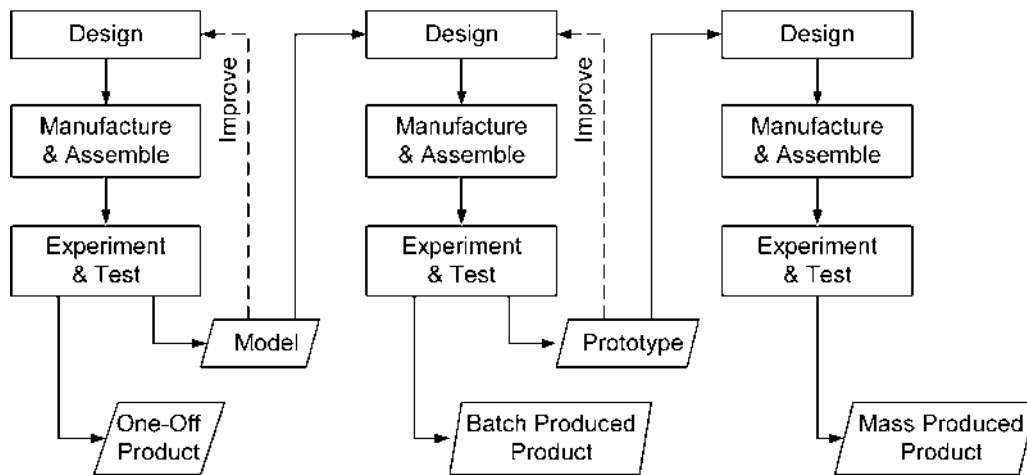 Design
Improve
Manufacture
& Assemble
Experiment
& Test
Model
One-Off
Product
Design
Improve
Manufacture
& Assemble
Experiment
& Test
Prototype
Batch Produced
Product
Design
Manufacture
& Assemble
Experiment
& Test
Mass Produced
Product